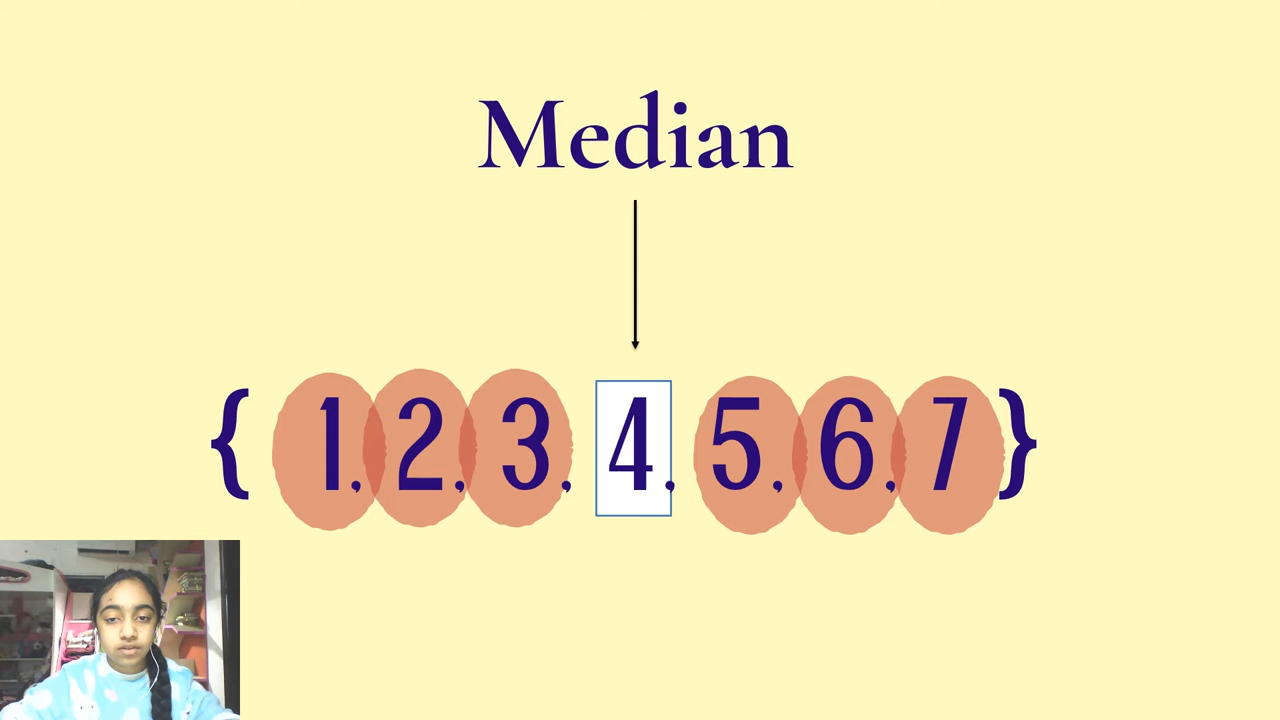 Median
{ 1, 2, 3, 4, 5, 6, 7 }